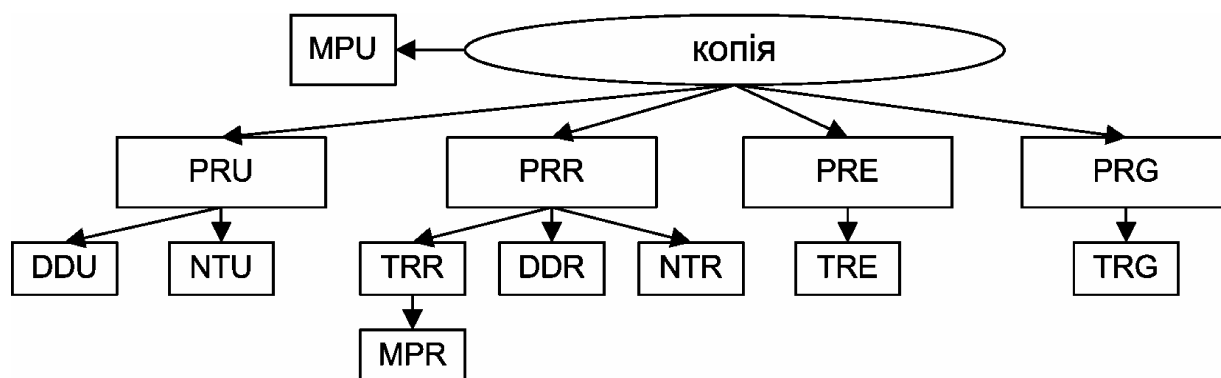 MPU
копія
PRU
PRR
PRE
PRG
DDU
NTU
TRR
DDR
NTR
TRE
TRG
MPR